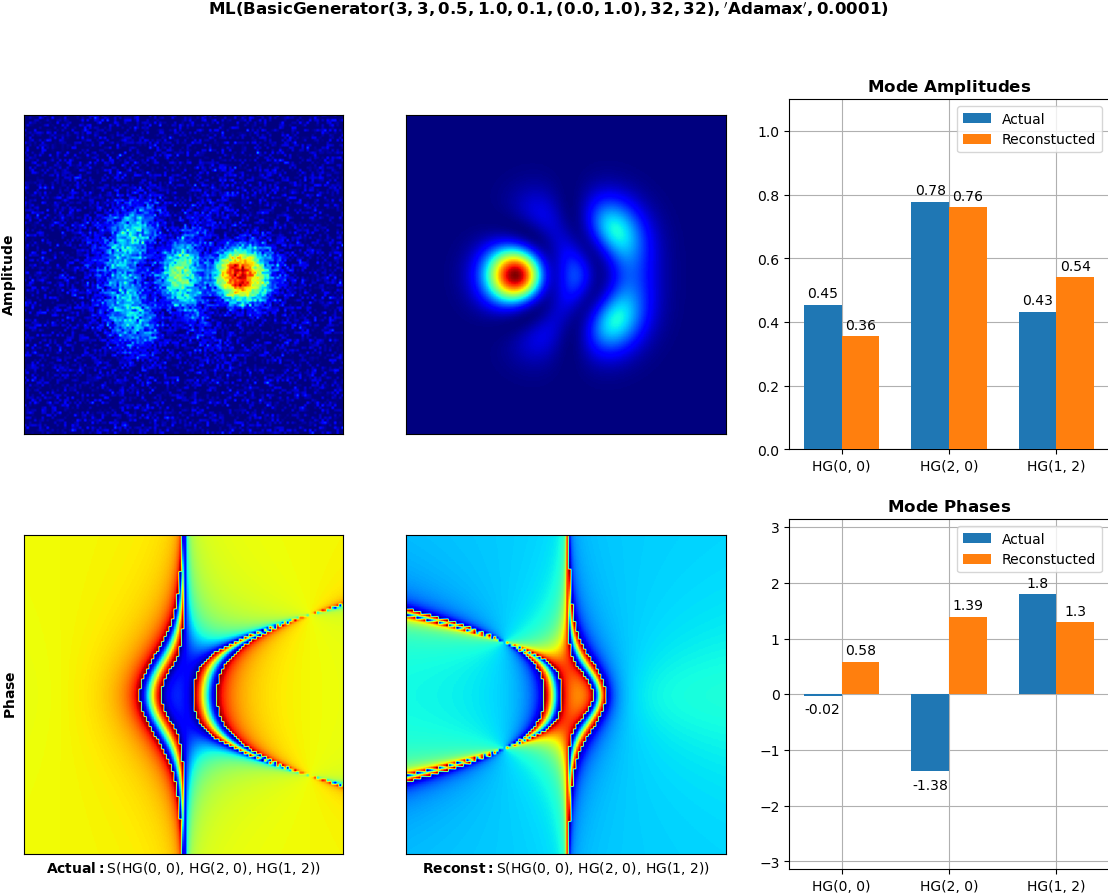 ML(BasicGenerator(3, 3, 0.5, 1.0, 0.1, (0.0, 1.0), 32, 32), ′Adamax′, 0.0001)
Amplitude
Mode Amplitudes
Actual
Reconstucted
1.0
0.8
0.6
0.4
0.2
0.0
0.45
0.36
0.78
0.76
0.43
0.54
HG(0, 0)
HG(2, 0)
HG(1, 2)
Phase
Actual: S(HG(0, 0), HG(2, 0), HG(1, 2))
Reconst: S(HG(0, 0), HG(2, 0), HG(1, 2))
Mode Phases
Actual
Reconstucted
3
2
1
0
−1
−2
−3
-0.02
0.58
-1.38
1.39
1.8
1.3
HG(0, 0)
HG(2, 0)
HG(1, 2)